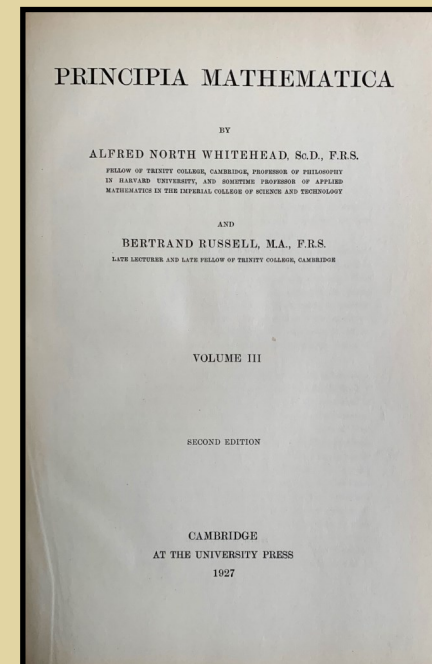 PRINCIPIA MATHEMATICA
BY
ALFRED NORTH WHITEHEAD, Sc.D., F.R.S.
FELLOW OF TRINITY COLLEGE, CAMBRIDGE, PROFESSOR OF PHILOSOPHY
IN HARVARD UNIVERSITY, AND SOMETIME PROFESSOR OF APPLIED
MATHEMATICS IN THE IMPERIAL COLLEGE OF SCIENCE AND TECHNOLOGY
AND
BERTRAND RUSSELL, M.A., F.R.S.
LATE LECTURER AND LATE FELLOW OF TRINITY COLLEGE, CAMBRIDGE
VOLUME III
SECOND EDITION
CAMBRIDGE
AT THE UNIVERSITY PRESS
1927